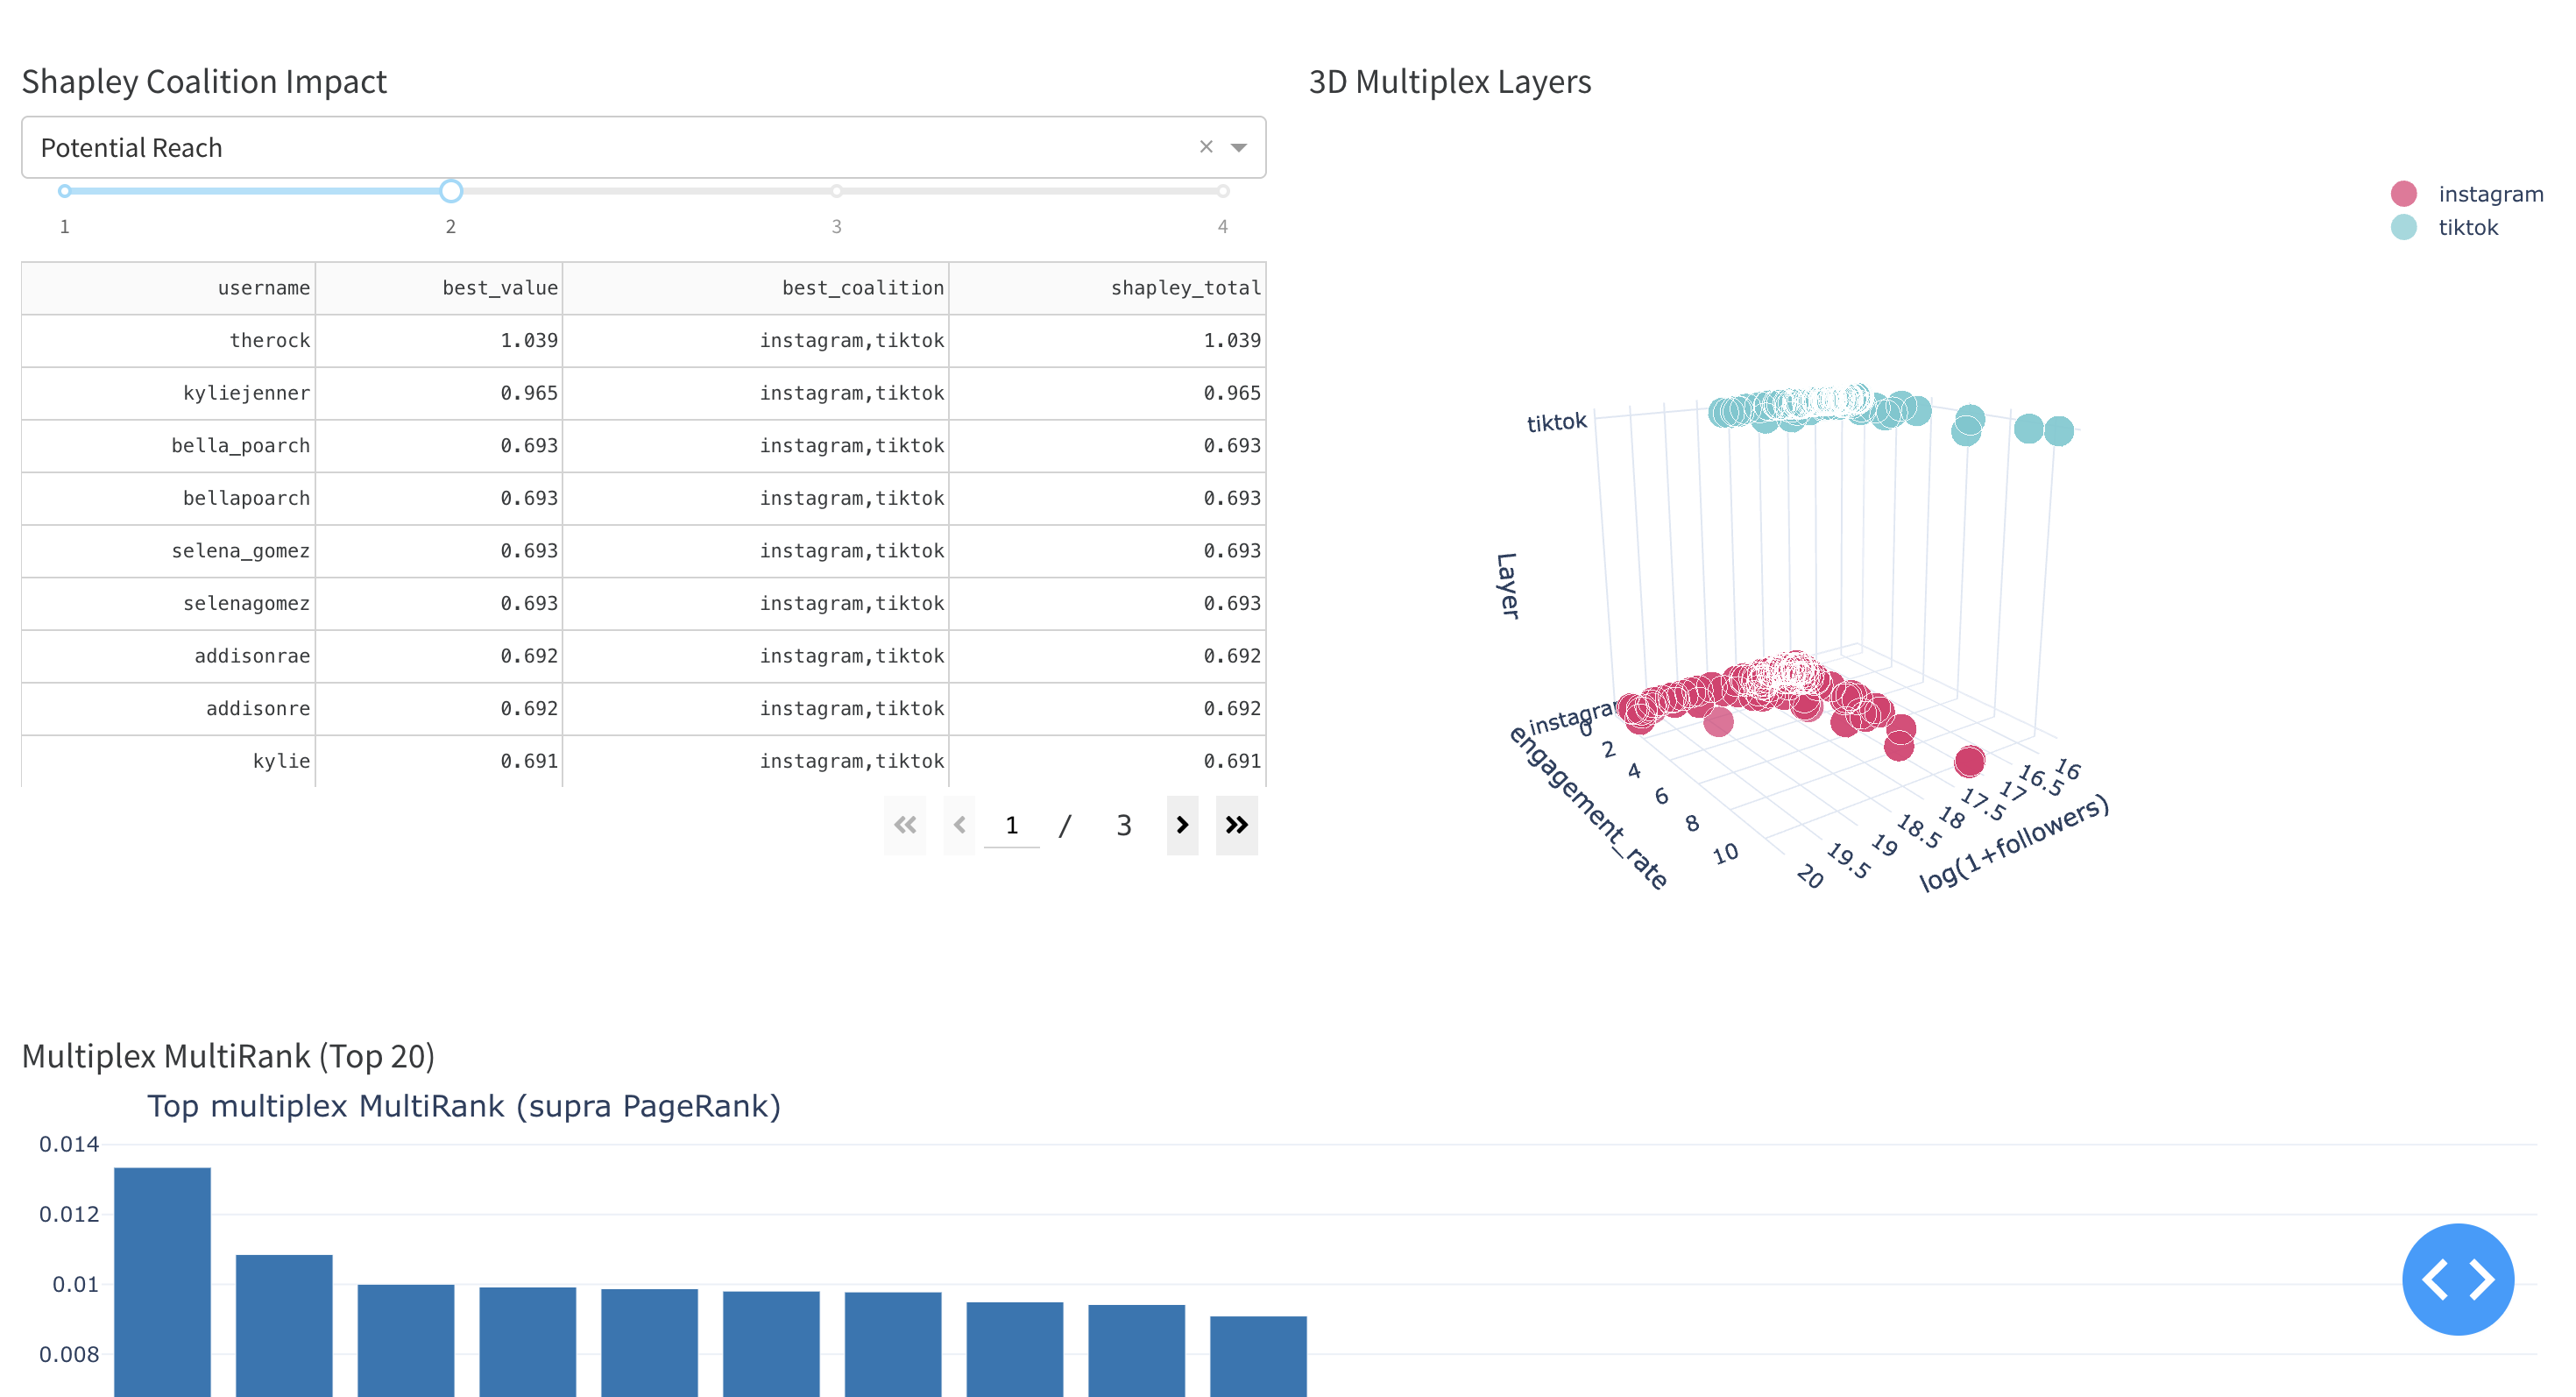 Shapley Coalition Impact
Potential Reach
1 2 3 4
username best_value best_coalition shapley_total
therock 1.039 instagram,tiktok 1.039
kyliejenner 0.965 instagram,tiktok 0.965
bella_poarch 0.693 instagram,tiktok 0.693
bellapoarch 0.693 instagram,tiktok 0.693
selena_gomez 0.693 instagram,tiktok 0.693
selenagomez 0.693 instagram,tiktok 0.693
addisonrae 0.692 instagram,tiktok 0.692
addisonre 0.692 instagram,tiktok 0.692
kylie 0.691 instagram,tiktok 0.691
1 / 3
3D Multiplex Layers
instagram
tiktok
tiktok
Layer
instagram
0
2
4
6
8
10
engagement_rate
20
19.5
19
18.5
18
17.5
17
16.5
16
log(1+followers)
Multiplex MultiRank (Top 20)
Top multiplex MultiRank (supra PageRank)
0.014
0.012
0.01
0.008